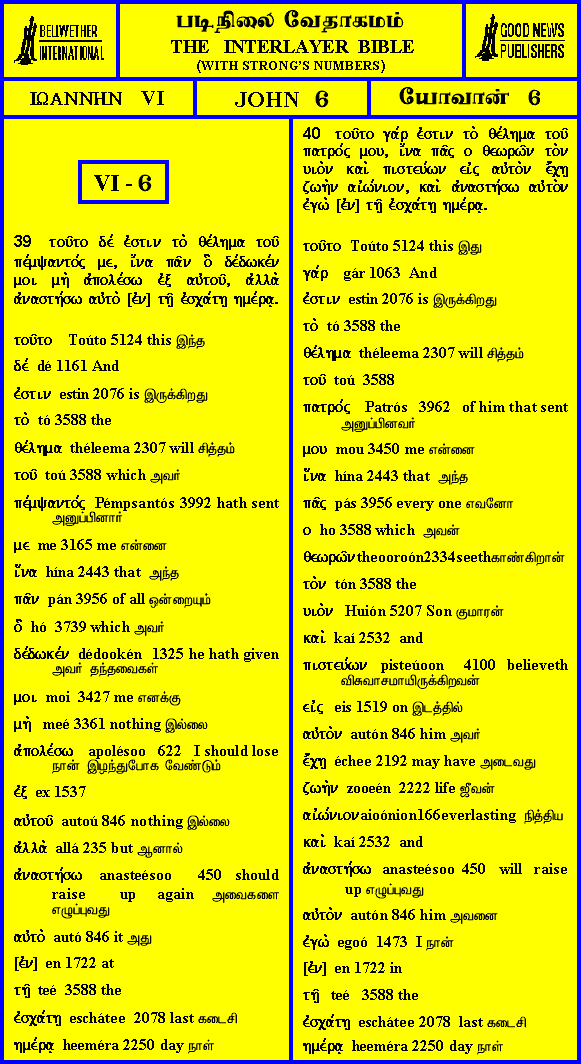 BELLWETHER
INTERNATIONAL
படிநிலை வேதாகமம்
THE INTERLAYER BIBLE
(WITH STRONG'S NUMBERS)
GOOD NEWS
PUBLISHERS
ΙΩΑΝΝΗΝ VI
JOHN 6
யோவான் 6
VI - 6
39 τοῦτο δέ ἐστιν τὸ θέλημα τοῦ
πέμψαντός με, ἵνα πᾶν ὃ δέδωκέν
μοι μὴ ἀπολέσω ἐξ αὐτοῦ, ἀλλὰ
ἀναστήσω αὐτὸ [ἐν] τῇ ἐσχάτῃ ημέρᾳ.
τοῦτο Toúto 5124 this இந்த
δέ dé 1161 And
ἐστιν estin 2076 is இருக்கிறது
τὸ tó 3588 the
θέλημα théleema 2307 will சித்தம்
τοῦ toú 3588 which அவர்
πέμψαντός Pémpsantós 3992 hath sent
அனுப்பினார்
με me 3165 me என்னை
ἵνα hína 2443 that அந்த
πᾶν pán 3956 of all ஒன்றையும்
ὃ hó 3739 which அவர்
δέδωκέν dédookén 1325 he hath given
அவர் தந்தவைகள்
μοι moi 3427 me எனக்கு
μὴ meé 3361 nothing இல்லை
ἀπολέσω apolésoo 622 I should lose
நான் இழந்துபோக வேண்டும்
ἐξ ex 1537
αὐτοῦ autoú 846 nothing இல்லை
ἀλλὰ allá 235 but ஆனால்
ἀναστήσω anasteésoo 450 should
raise up again அவைகளை
எழுப்புவது
αὐτὸ autó 846 it அது
[ἐν] en 1722 at
τῇ teé 3588 the
ἐσχάτῃ eschátee 2078 last கடைசி
ημέρᾳ heeméra 2250 day நாள்
40 τοῦτο γάρ ἐστιν τὸ θέλημα τοῦ
πατρός μου, ἵνα πᾶς ο θεωρῶν τὸν
υιὸν καὶ πιστεύων εἰς αὐτὸν ἔχῃ
ζωὴν αἰώνιον, καὶ ἀναστήσω αὐτὸν
ἐγὼ [ἐν] τῇ ἐσχάτῃ ημέρᾳ.
τοῦτο Toúto 5124 this இது
γάρ gár 1063 And
ἐστιν estin 2076 is இருக்கிறது
τὸ tó 3588 the
θέλημα théleema 2307 will சித்தம்
τοῦ toú 3588
πατρός Patrós 3962 of him that sent
அனுப்பினவர்
μου mou 3450 me என்னை
ἵνα hína 2443 that அந்த
πᾶς pás 3956 every one எவனோ
ο ho 3588 which அவன்
θεωρῶν theooroón 2334 seeth காண்கிறான்
τὸν tón 3588 the
υιὸν Huión 5207 Son குமாரன்
καὶ kaí 2532 and
πιστεύων pisteúoon 4100 believeth
விசுவாசமாயிருக்கிறவன்
εἰς eis 1519 on இடத்தில்
αὐτὸν autón 846 him அவர்
ἔχῃ échee 2192 may have அடைவது
ζωὴν zooeén 2222 life ஜீவன்
αἰώνιον aioónion 166 everlasting நித்திய
καὶ kaí 2532 and
ἀναστήσω anasteésoo 450 will raise
up எழுப்புவது
αὐτὸν autón 846 him அவனை
ἐγὼ egoó 1473 I நான்
[ἐν] en 1722 in
τῇ teé 3588 the
ἐσχάτῃ eschátee 2078 last கடைசி
ημέρᾳ heeméra 2250 day நாள்